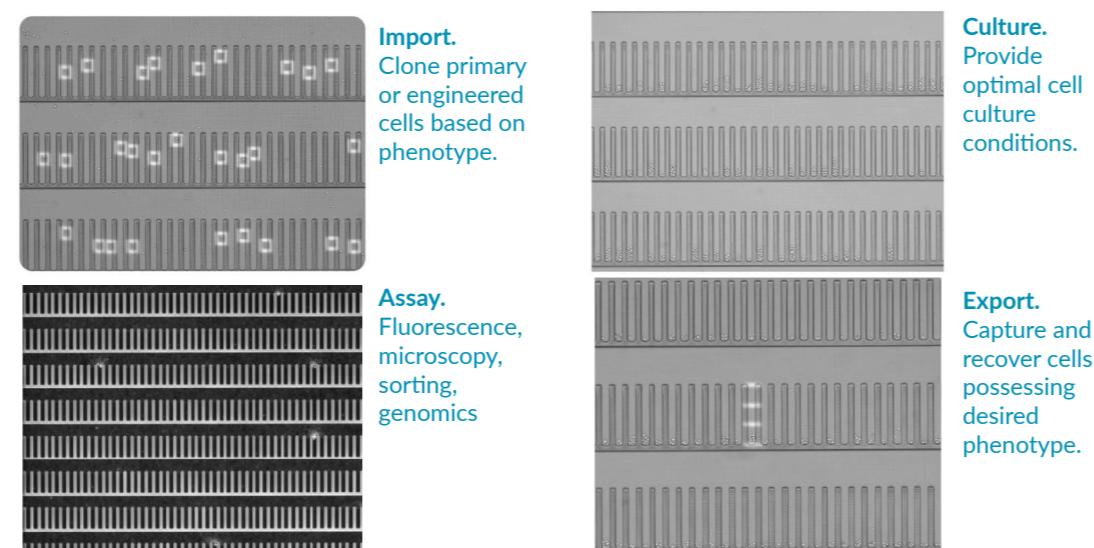 Import.
Clone primary
or engineered
cells based on
phenotype.
Culture.
Provide
optimal cell
culture
conditions.
Assay.
Fluorescence,
microscopy,
sorting,
genomics
Export.
Capture and
recover cells
possessing
desired
phenotype.